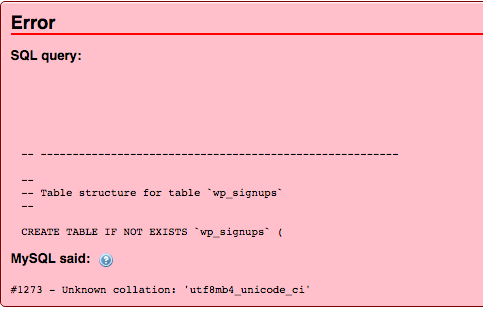 Error
SQL query:
-- --------------------------------------------------------
--
-- Table structure for table `wp_signups`
--
CREATE TABLE IF NOT EXISTS `wp_signups` (
MySQL said:
#1273 - Unknown collation: 'utf8mb4_unicode_ci'